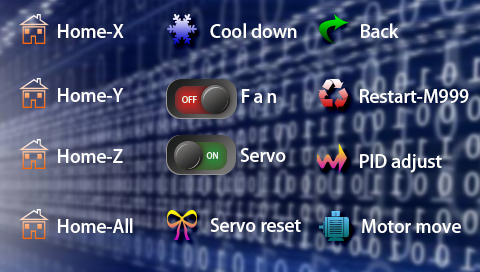 Home-X
Cool down
Back
Home-Y
OFF
Fan
Restart-M999
Home-Z
ON
Servo
PID adjust
Home-All
Servo reset
Motor move